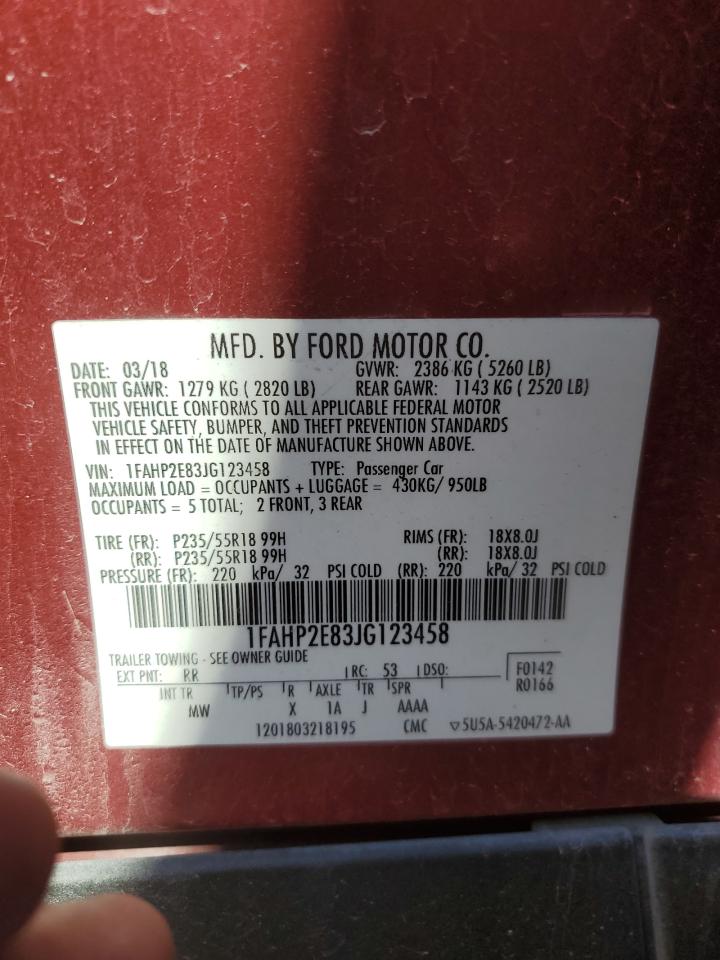 MFD. BY FORD MOTOR CO.
DATE: 03/18 GVWR: 2386 KG ( 5260 LB)
FRONT GAWR: 1279 KG ( 2820 LB) REAR GAWR: 1143 KG ( 2520 LB)
THIS VEHICLE CONFORMS TO ALL APPLICABLE FEDERAL MOTOR
VEHICLE SAFETY, BUMPER, AND THEFT PREVENTION STANDARDS
IN EFFECT ON THE DATE OF MANUFACTURE SHOWN ABOVE.
VIN: 1FAHP2E83JG123458 TYPE: Passenger Car
MAXIMUM LOAD = OCCUPANTS + LUGGAGE = 430KG/ 950LB
OCCUPANTS = 5 TOTAL; 2 FRONT, 3 REAR
TIRE (FR): P235/55R18 99H RIMS (FR): 18X8.0J
(RR): P235/55R18 99H (RR): 18X8.0J
PRESSURE (FR): 220 kPa/ 32 PSI COLD (RR): 220 kPa/ 32 PSI COLD
1FAHP2E83JG123458
TRAILER TOWING - SEE OWNER GUIDE
EXT PNT: RR RC: 53 DSO: F0142
R0166
INT TR TP/PS R AXLE TR SPR
MW X 1A J AAAA
1201803218195 CMC ▽5U5A-5420472-AA